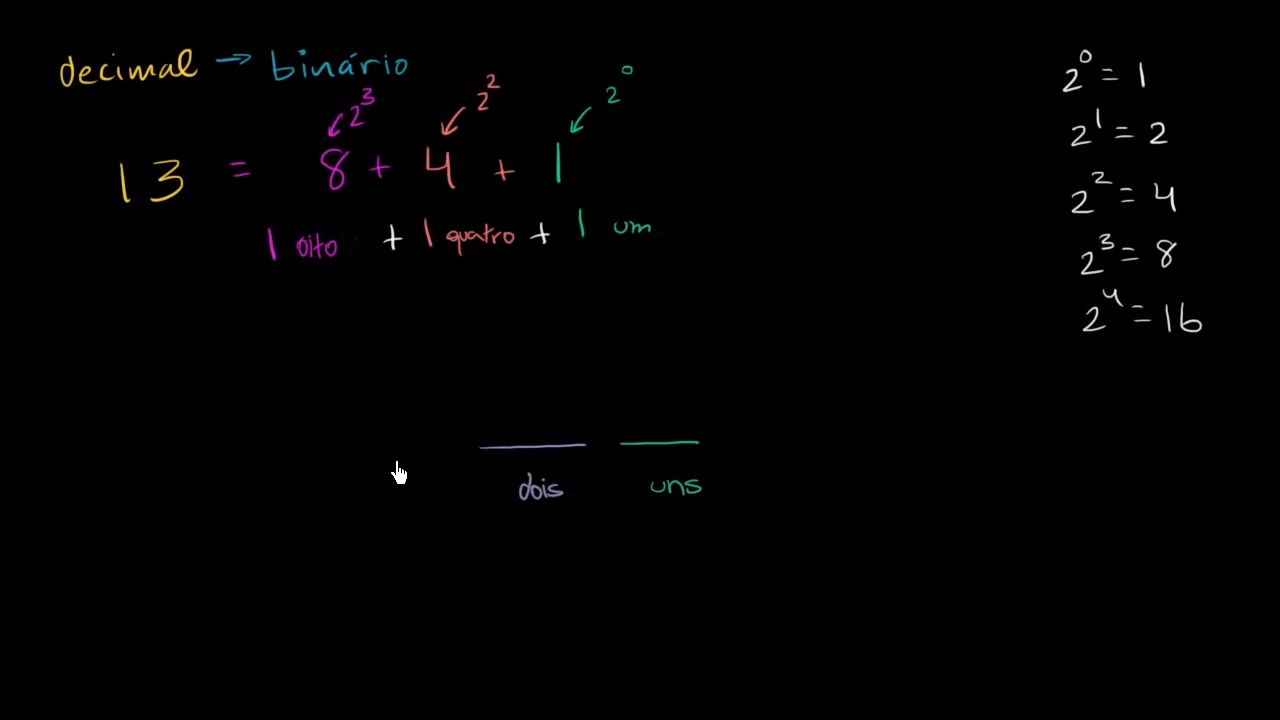 decimal → binário
2³ 2² 2⁰
13 = 8 + 4 + 1
1 oito + 1 quatro + 1 um
dois uns
2⁰ = 1
2¹ = 2
2² = 4
2³ = 8
2⁴ = 16